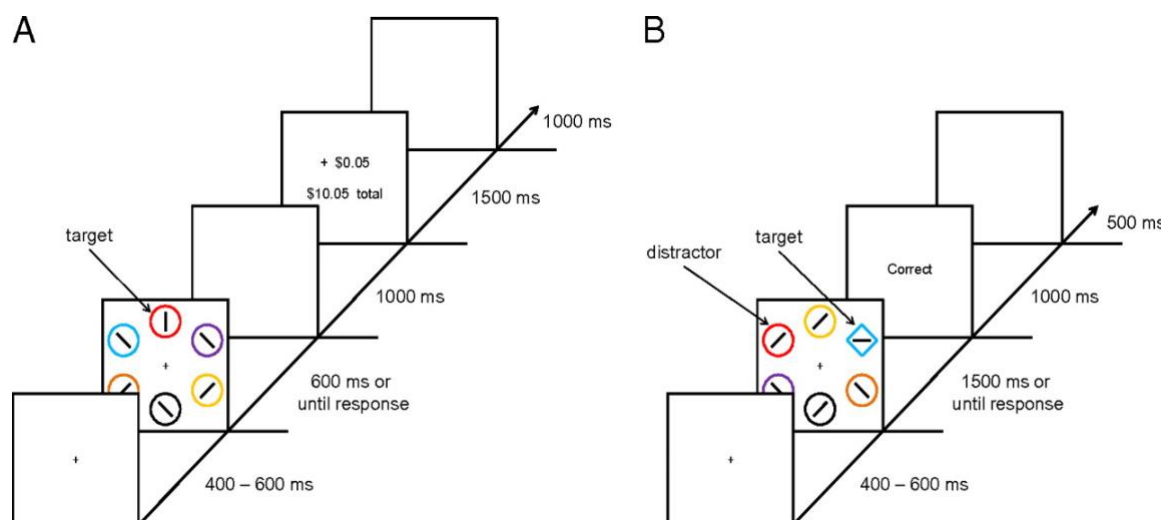 A
1000 ms
+ $0.05
$10.05 total
1500 ms
target
1000 ms
+
600 ms or
until response
+
400 – 600 ms
B
500 ms
Correct
1000 ms
distractor
target
+
1500 ms or
until response
+
400 – 600 ms